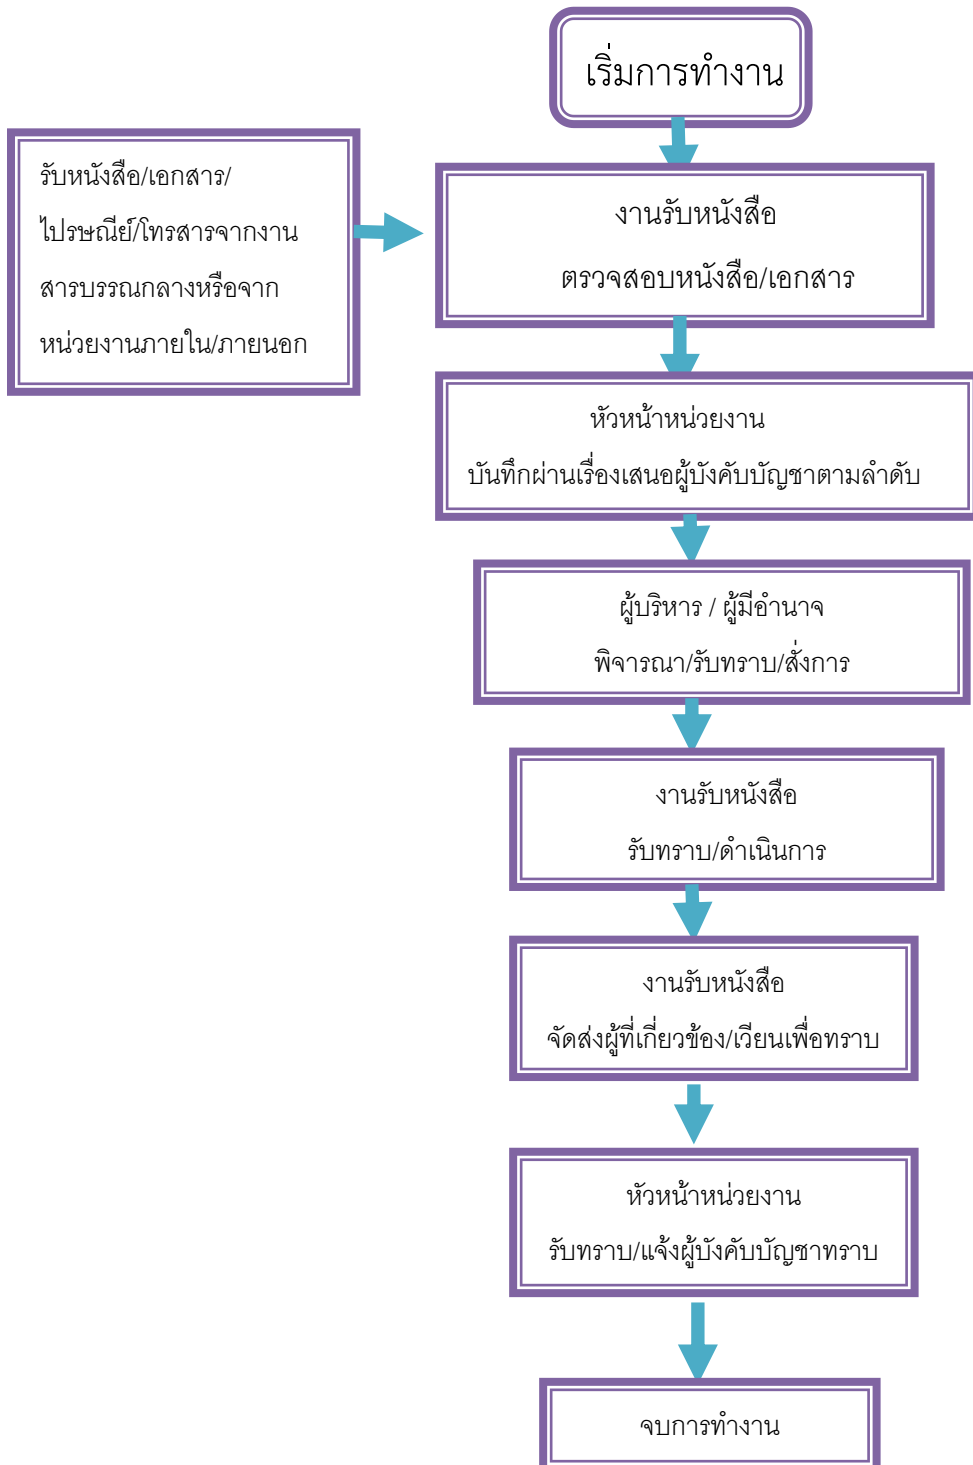 เริ่มการทำงาน
รับหนังสือ/เอกสาร/
ไปรษณีย์/โทรสารจากงาน
สารบรรณกลางหรือจาก
หน่วยงานภายใน/ภายนอก
งานรับหนังสือ
ตรวจสอบหนังสือ/เอกสาร
หัวหน้าหน่วยงาน
บันทึกผ่านเรื่องเสนอผู้บังคับบัญชาตามลำดับ
ผู้บริหาร / ผู้มีอำนาจ
พิจารณา/รับทราบ/สั่งการ
งานรับหนังสือ
รับทราบ/ดำเนินการ
งานรับหนังสือ
จัดส่งผู้ที่เกี่ยวข้อง/เวียนเพื่อทราบ
หัวหน้าหน่วยงาน
รับทราบ/แจ้งผู้บังคับบัญชาทราบ
จบการทำงาน